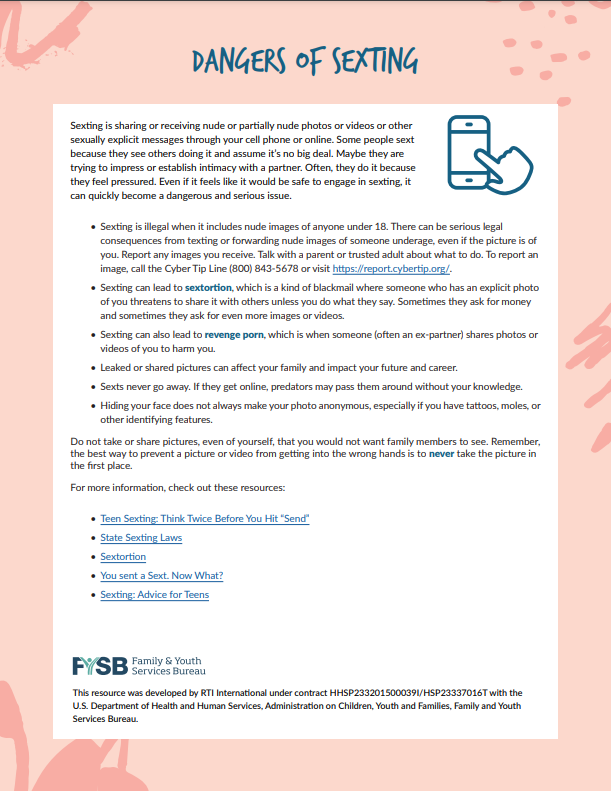 DANGERS OF SEXTING
Sexting is sharing or receiving nude or partially nude photos or videos or other
sexually explicit messages through your cell phone or online. Some people sext
because they see others doing it and assume it's no big deal. Maybe they are
trying to impress or establish intimacy with a partner. Often, they do it because
they feel pressured. Even if it feels like it would be safe to engage in sexting, it
can quickly become a dangerous and serious issue.
• Sexting is illegal when it includes nude images of anyone under 18. There can be serious legal
consequences from texting or forwarding nude images of someone underage, even if the picture is of
you. Report any images you receive. Talk with a parent or trusted adult about what to do. To report an
image, call the Cyber Tip Line (800) 843-5678 or visit https://report.cybertip.org/.
• Sexting can lead to sextortion, which is a kind of blackmail where someone who has an explicit photo
of you threatens to share it with others unless you do what they say. Sometimes they ask for money
and sometimes they ask for even more images or videos.
• Sexting can also lead to revenge porn, which is when someone (often an ex-partner) shares photos or
videos of you to harm you.
• Leaked or shared pictures can affect your family and impact your future and career.
• Sexts never go away. If they get online, predators may pass them around without your knowledge.
• Hiding your face does not always make your photo anonymous, especially if you have tattoos, moles, or
other identifying features.
Do not take or share pictures, even of yourself, that you would not want family members to see. Remember,
the best way to prevent a picture or video from getting into the wrong hands is to never take the picture in
the first place.
For more information, check out these resources:
• Teen Sexting: Think Twice Before You Hit “Send”
• State Sexting Laws
• Sextortion
• You sent a Sext. Now What?
• Sexting: Advice for Teens
FYSB Family & Youth
Services Bureau
This resource was developed by RTI International under contract HHSP233201500039I/HSP23337016T with the
U.S. Department of Health and Human Services, Administration on Children, Youth and Families, Family and Youth
Services Bureau.